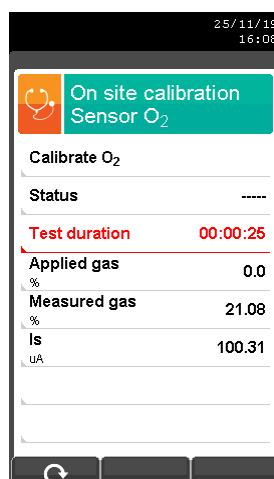 25/11/19
16:08
On site calibration
Sensor O₂
Calibrate O₂
Status -----
Test duration 00:00:25
Applied gas 0.0
%
Measured gas 21.08
%
Is 100.31
uA